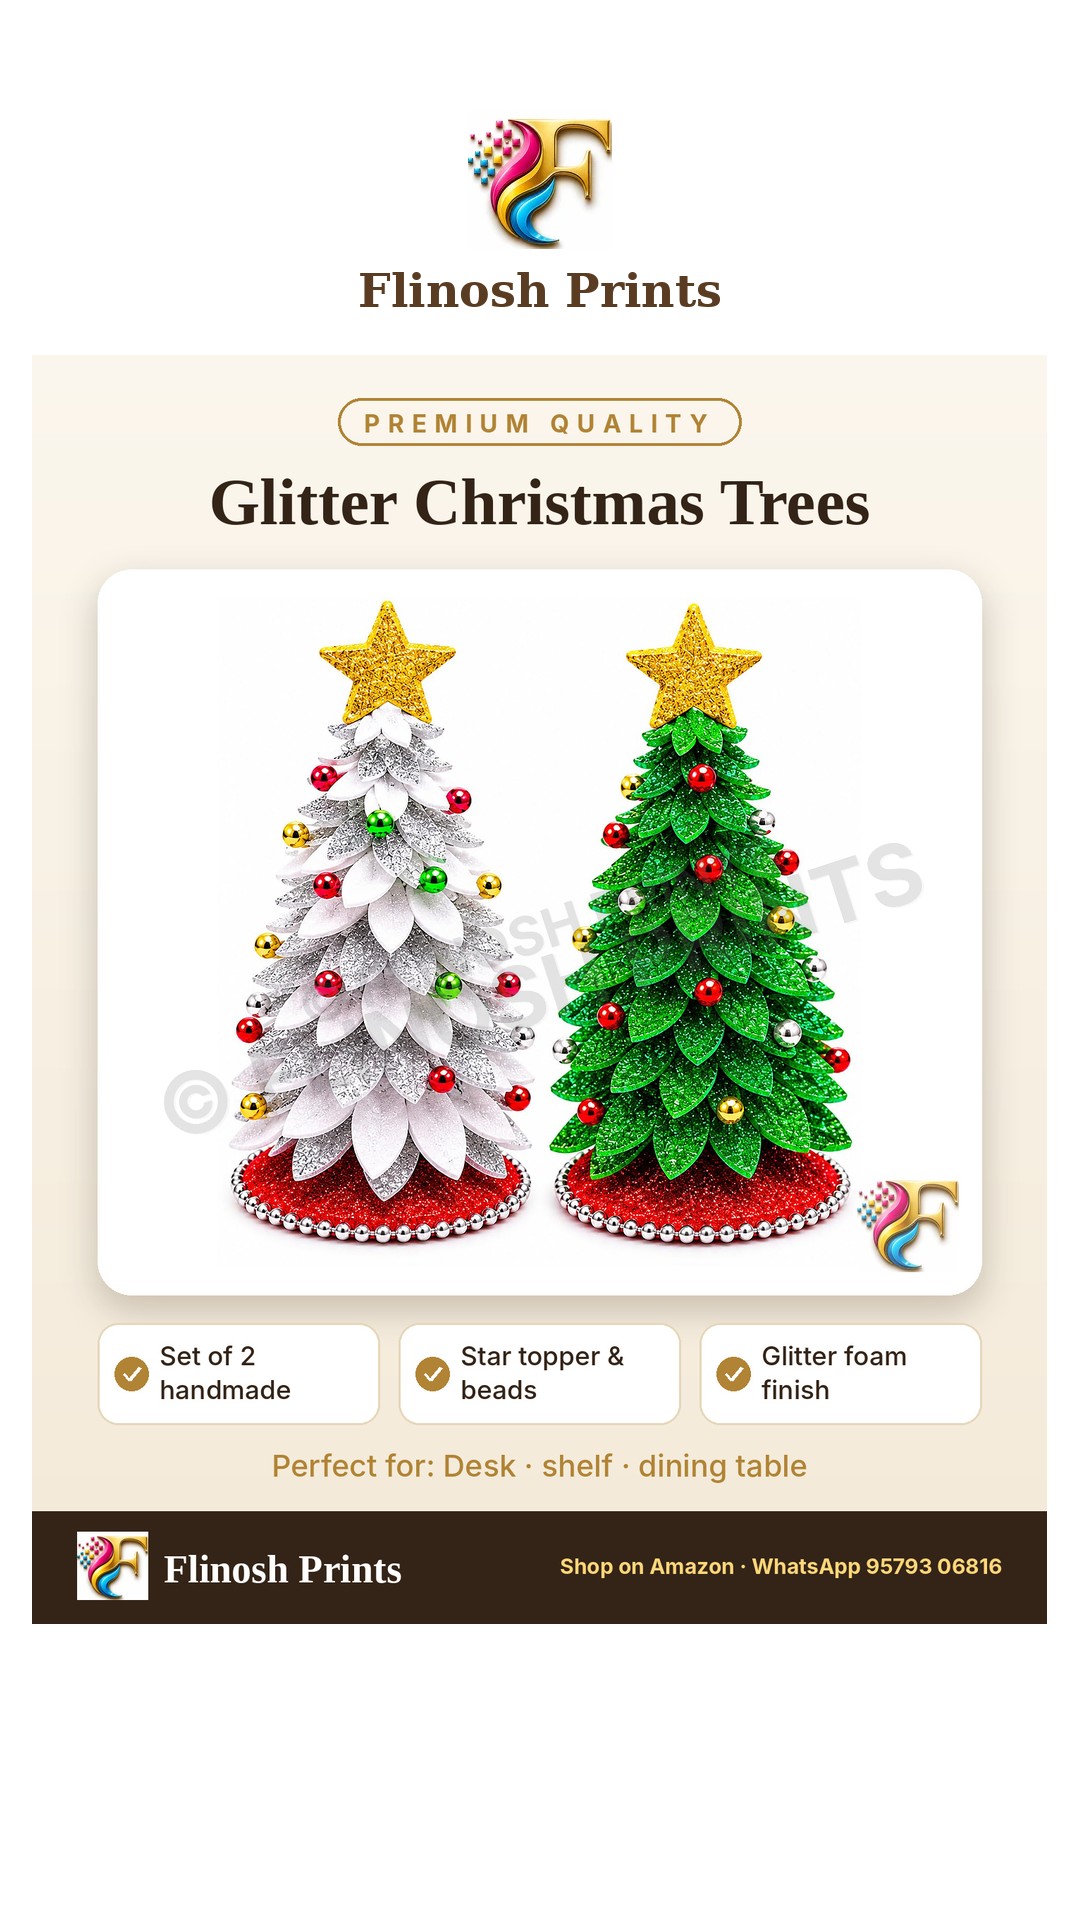 Flinosh Prints
PREMIUM QUALITY
Glitter Christmas Trees
Set of 2
handmade
Star topper &
beads
Glitter foam
finish
Perfect for: Desk · shelf · dining table
Flinosh Prints
Shop on Amazon · WhatsApp 95793 06816